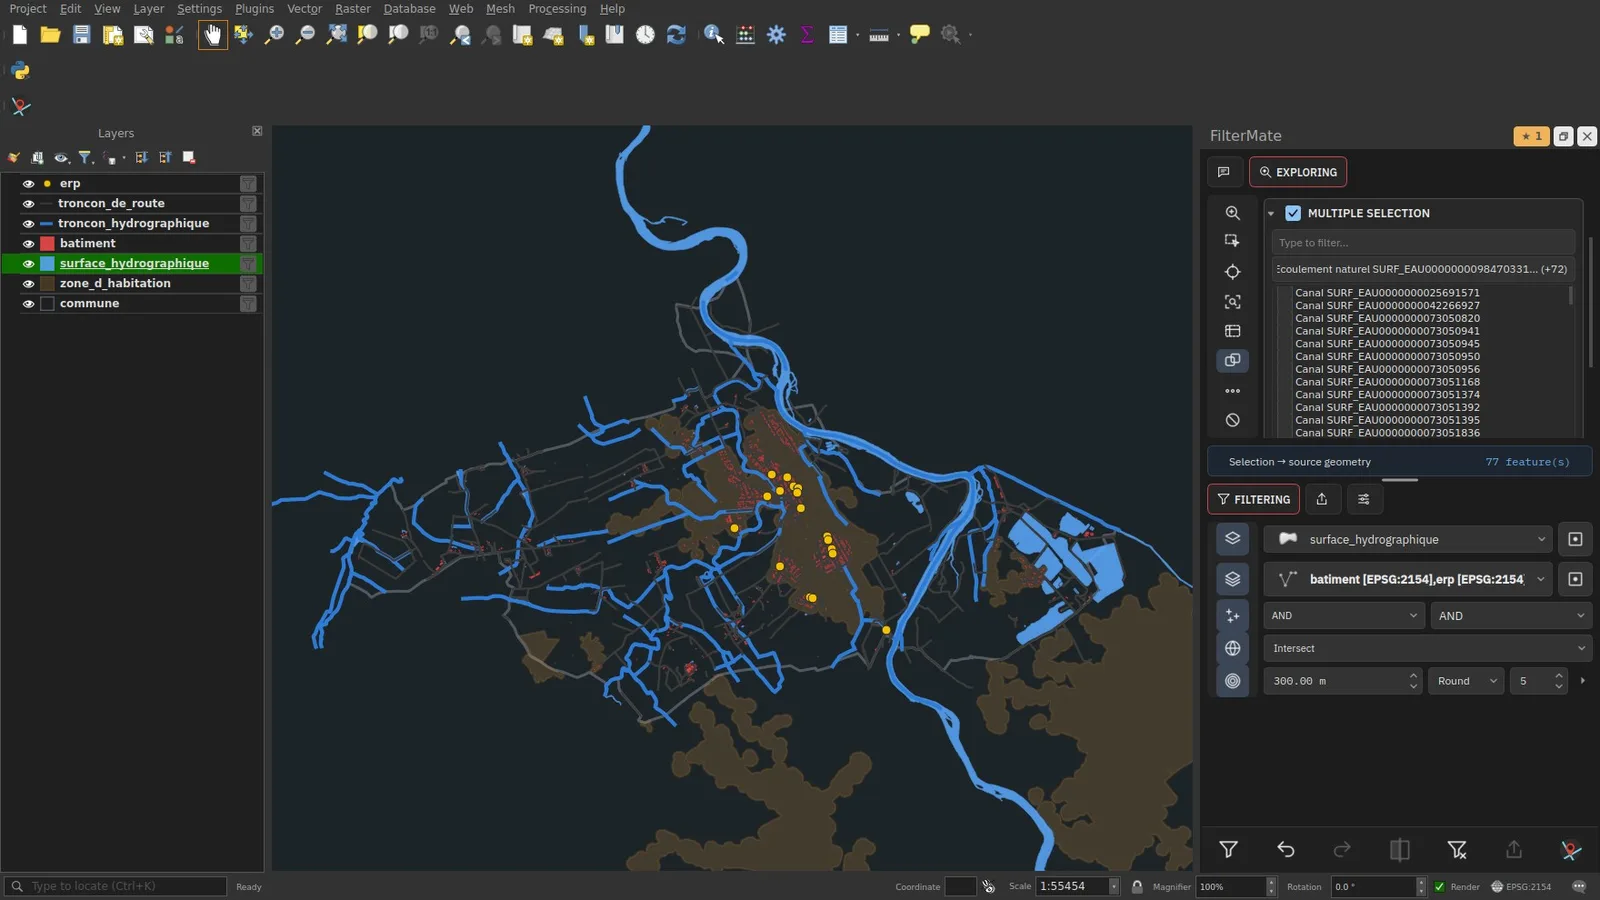 Project Edit View Layer Settings Plugins Vector Raster Database Web Mesh Processing Help
Layers
erp
troncon_de_route
troncon_hydrographique
batiment
surface_hydrographique
zone_d_habitation
commune
FilterMate
★ 1
EXPLORING
MULTIPLE SELECTION
Type to filter...
:coulement naturel SURF_EAU0000000098470331... (+72)
Canal SURF_EAU0000000025691571
Canal SURF_EAU0000000042266927
Canal SURF_EAU0000000073050820
Canal SURF_EAU0000000073050941
Canal SURF_EAU0000000073050945
Canal SURF_EAU0000000073050950
Canal SURF_EAU0000000073050956
Canal SURF_EAU0000000073051168
Canal SURF_EAU0000000073051374
Canal SURF_EAU0000000073051392
Canal SURF_EAU0000000073051395
Canal SURF_EAU0000000073051836
Selection → source geometry 77 feature(s)
FILTERING
surface_hydrographique
batiment [EPSG:2154],erp [EPSG:2154]
AND AND
Intersect
300.00 m Round 5
Type to locate (Ctrl+K) Ready Coordinate Scale 1:55454 Magnifier 100% Rotation 0.0 ° Render EPSG:2154